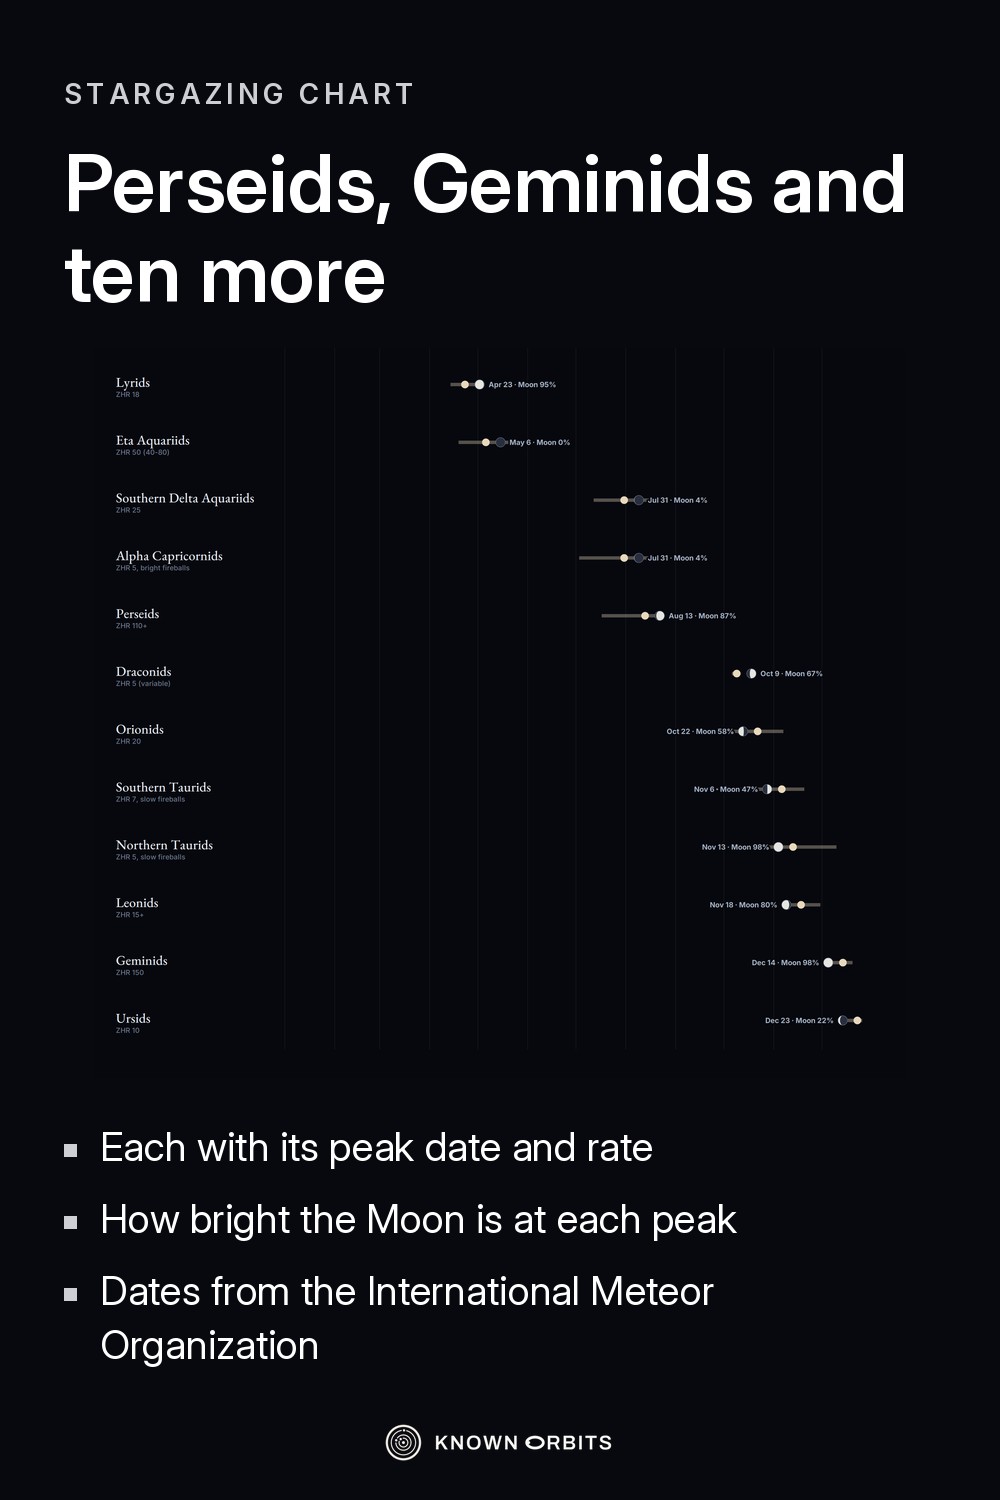 STARGAZING CHART
Perseids, Geminids and
ten more
Lyrids
ZHR 18
Apr 23 · Moon 95%
Eta Aquariids
ZHR 50 (40-80)
May 6 · Moon 0%
Southern Delta Aquariids
ZHR 25
Jul 31 · Moon 4%
Alpha Capricornids
ZHR 5, bright fireballs
Jul 31 · Moon 4%
Perseids
ZHR 110+
Aug 13 · Moon 87%
Draconids
ZHR 5 (variable)
Oct 9 · Moon 67%
Orionids
ZHR 20
Oct 22 · Moon 58%
Southern Taurids
ZHR 7, slow fireballs
Nov 6 · Moon 47%
Northern Taurids
ZHR 5, slow fireballs
Nov 13 · Moon 98%
Leonids
ZHR 15+
Nov 18 · Moon 80%
Geminids
ZHR 150
Dec 14 · Moon 98%
Ursids
ZHR 10
Dec 23 · Moon 22%
Each with its peak date and rate
How bright the Moon is at each peak
Dates from the International Meteor
Organization
KNOWN ORBITS